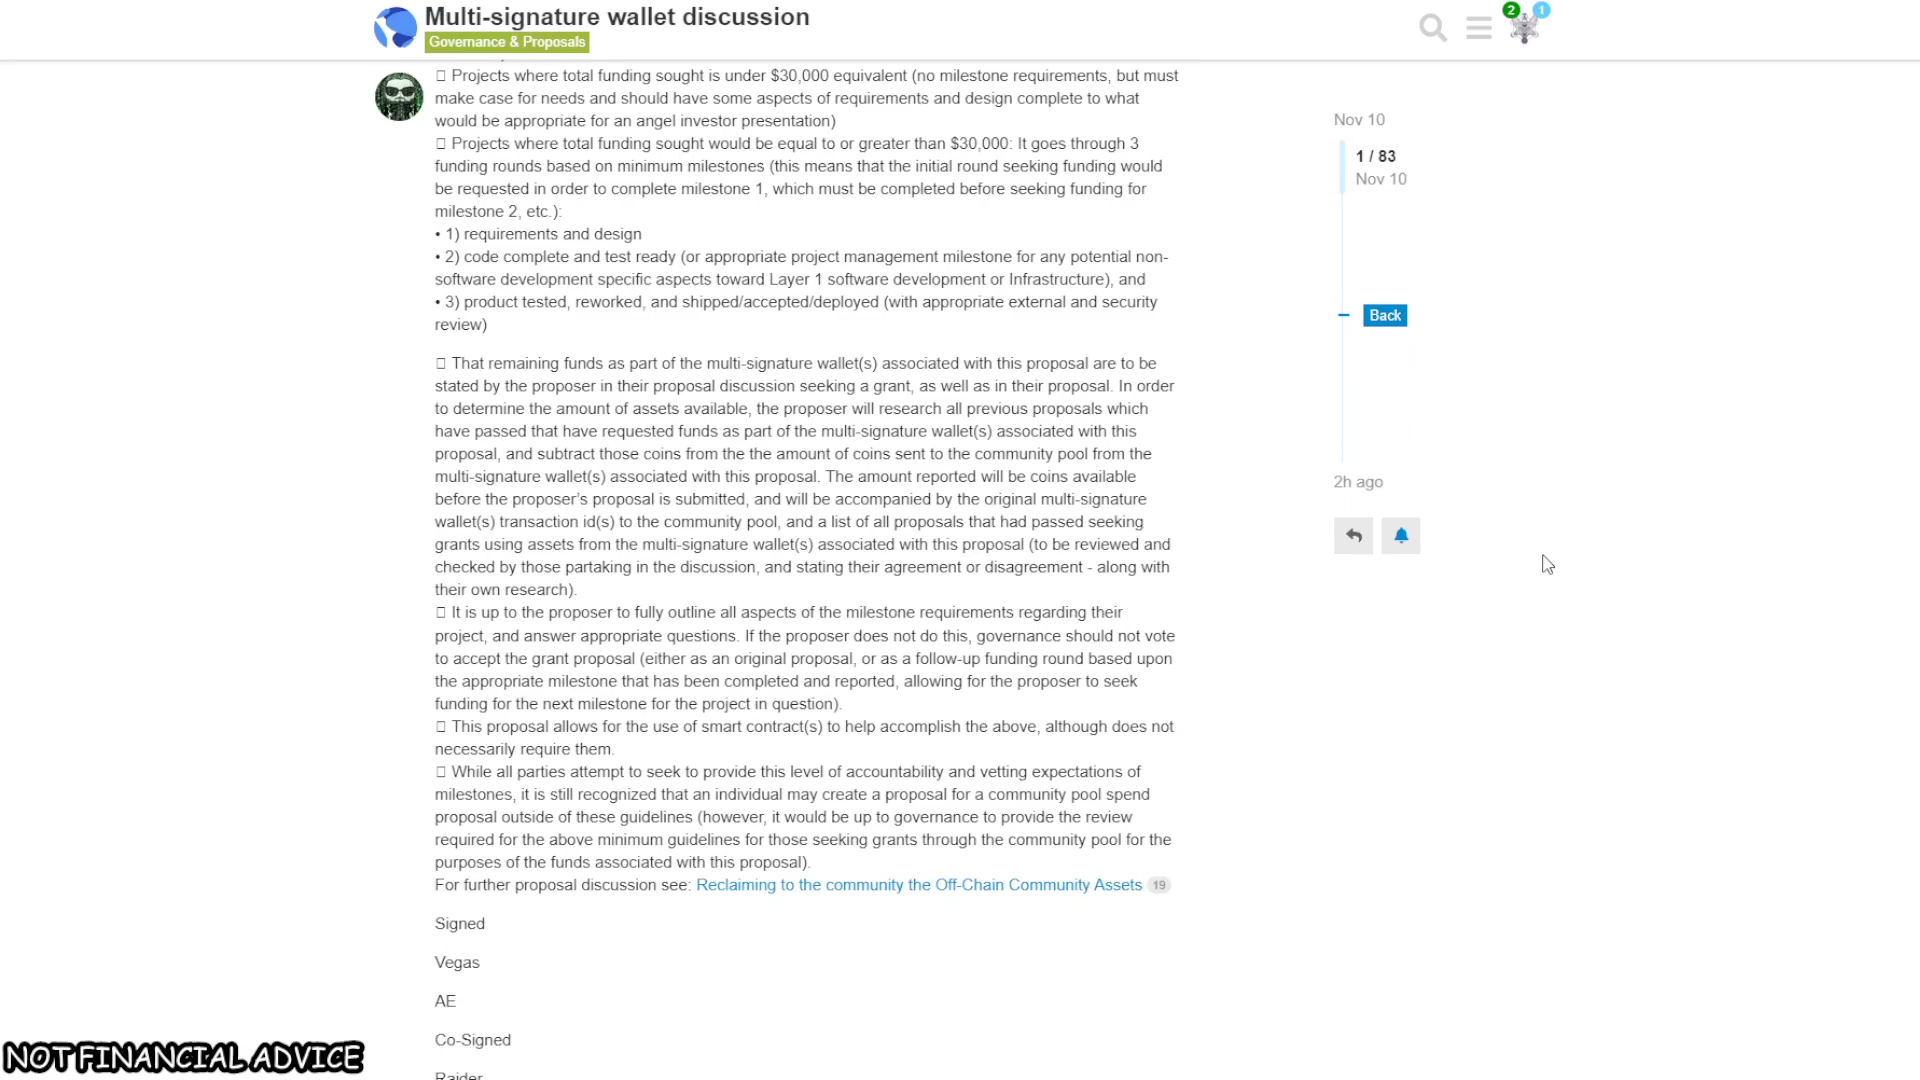 Multi-signature wallet discussion
Governance & Proposals
2
1
Projects where total funding sought is under $30,000 equivalent (no milestone requirements, but must
make case for needs and should have some aspects of requirements and design complete to what
would be appropriate for an angel investor presentation)
Projects where total funding sought would be equal to or greater than $30,000: It goes through 3
funding rounds based on minimum milestones (this means that the initial round seeking funding would
be requested in order to complete milestone 1, which must be completed before seeking funding for
milestone 2, etc.):
• 1) requirements and design
• 2) code complete and test ready (or appropriate project management milestone for any potential non-
software development specific aspects toward Layer 1 software development or Infrastructure), and
• 3) product tested, reworked, and shipped/accepted/deployed (with appropriate external and security
review)
That remaining funds as part of the multi-signature wallet(s) associated with this proposal are to be
stated by the proposer in their proposal discussion seeking a grant, as well as in their proposal. In order
to determine the amount of assets available, the proposer will research all previous proposals which
have passed that have requested funds as part of the multi-signature wallet(s) associated with this
proposal, and subtract those coins from the the amount of coins sent to the community pool from the
multi-signature wallet(s) associated with this proposal. The amount reported will be coins available
before the proposer's proposal is submitted, and will be accompanied by the original multi-signature
wallet(s) transaction id(s) to the community pool, and a list of all proposals that had passed seeking
grants using assets from the multi-signature wallet(s) associated with this proposal (to be reviewed and
checked by those partaking in the discussion, and stating their agreement or disagreement - along with
their own research).
It is up to the proposer to fully outline all aspects of the milestone requirements regarding their
project, and answer appropriate questions. If the proposer does not do this, governance should not vote
to accept the grant proposal (either as an original proposal, or as a follow-up funding round based upon
the appropriate milestone that has been completed and reported, allowing for the proposer to seek
funding for the next milestone for the project in question).
This proposal allows for the use of smart contract(s) to help accomplish the above, although does not
necessarily require them.
While all parties attempt to seek to provide this level of accountability and vetting expectations of
milestones, it is still recognized that an individual may create a proposal for a community pool spend
proposal outside of these guidelines (however, it would be up to governance to provide the review
required for the above minimum guidelines for those seeking grants through the community pool for the
purposes of the funds associated with this proposal).
For further proposal discussion see: Reclaiming to the community the Off-Chain Community Assets 19
Signed
Vegas
AE
Co-Signed
Raider
Nov 10
1 / 83
Nov 10
Back
2h ago
NOT FINANCIAL ADVICE